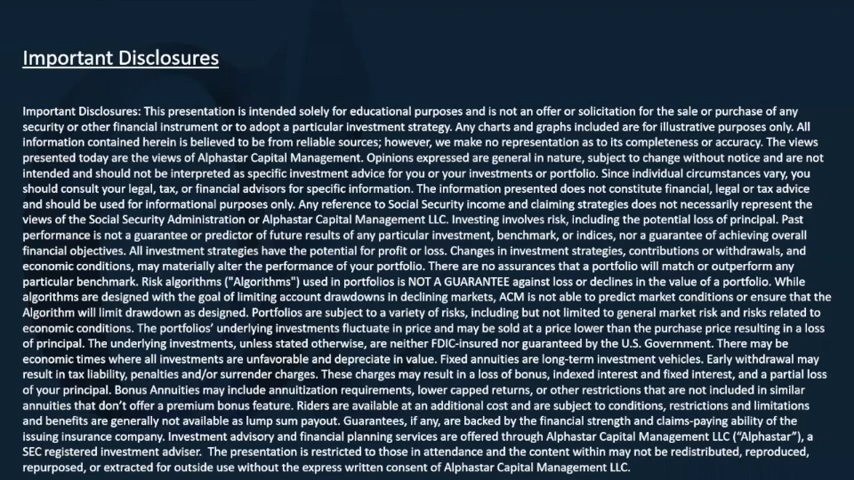 Important Disclosures
Important Disclosures: This presentation is intended solely for educational purposes and is not an offer or solicitation for the sale or purchase of any
security or other financial instrument or to adopt a particular investment strategy. Any charts and graphs included are for illustrative purposes only. All
information contained herein is believed to be from reliable sources; however, we make no representation as to its completeness or accuracy. The views
presented today are the views of Alphastar Capital Management. Opinions expressed are general in nature, subject to change without notice and are not
intended and should not be interpreted as specific investment advice for you or your investments or portfolio. Since individual circumstances vary, you
should consult your legal, tax, or financial advisors for specific information. The information presented does not constitute financial, legal or tax advice
and should be used for informational purposes only. Any reference to Social Security income and claiming strategies does not necessarily represent the
views of the Social Security Administration or Alphastar Capital Management LLC. Investing involves risk, including the potential loss of principal. Past
performance is not a guarantee or predictor of future results of any particular investment, benchmark, or indices, nor a guarantee of achieving overall
financial objectives. All investment strategies have the potential for profit or loss. Changes in investment strategies, contributions or withdrawals, and
economic conditions, may materially alter the performance of your portfolio. There are no assurances that a portfolio will match or outperform any
particular benchmark. Risk algorithms ("Algorithms") used in portfolios is NOT A GUARANTEE against loss or declines in the value of a portfolio. While
algorithms are designed with the goal of limiting account drawdowns in declining markets, ACM is not able to predict market conditions or ensure that the
Algorithm will limit drawdown as designed. Portfolios are subject to a variety of risks, including but not limited to general market risk and risks related to
economic conditions. The portfolios' underlying investments fluctuate in price and may be sold at a price lower than the purchase price resulting in a loss
of principal. The underlying investments, unless stated otherwise, are neither FDIC-insured nor guaranteed by the U.S. Government. There may be
economic times where all investments are unfavorable and depreciate in value. Fixed annuities are long-term investment vehicles. Early withdrawal may
result in tax liability, penalties and/or surrender charges. These charges may result in a loss of bonus, indexed interest and fixed interest, and a partial loss
of your principal. Bonus Annuities may include annuitization requirements, lower capped returns, or other restrictions that are not included in similar
annuities that don't offer a premium bonus feature. Riders are available at an additional cost and are subject to conditions, restrictions and limitations
and benefits are generally not available as lump sum payout. Guarantees, if any, are backed by the financial strength and claims-paying ability of the
issuing insurance company. Investment advisory and financial planning services are offered through Alphastar Capital Management LLC (“Alphastar”), a
SEC registered investment adviser. The presentation is restricted to those in attendance and the content within may not be redistributed, reproduced,
repurposed, or extracted for outside use without the express written consent of Alphastar Capital Management LLC.